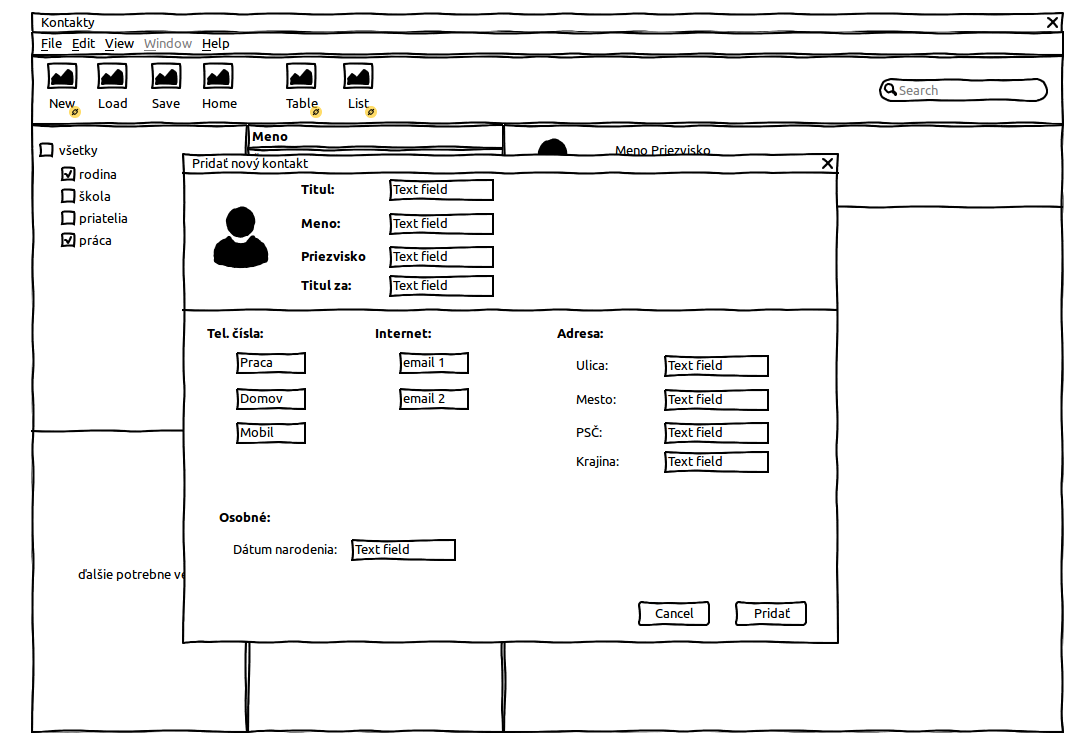 Kontakty
File Edit View Window Help
New Load Save Home Table List
Search
Meno
všetky
rodina
škola
priatelia
práca
Meno Priezvisko
Pridať nový kontakt
Titul: Text field
Meno: Text field
Priezvisko Text field
Titul za: Text field
Tel. čísla: Internet: Adresa:
Praca email 1 Ulica: Text field
Domov email 2 Mesto: Text field
Mobil PSČ: Text field
Krajina: Text field
Osobné:
Dátum narodenia: Text field
ďalšie potrebne
Cancel Pridať